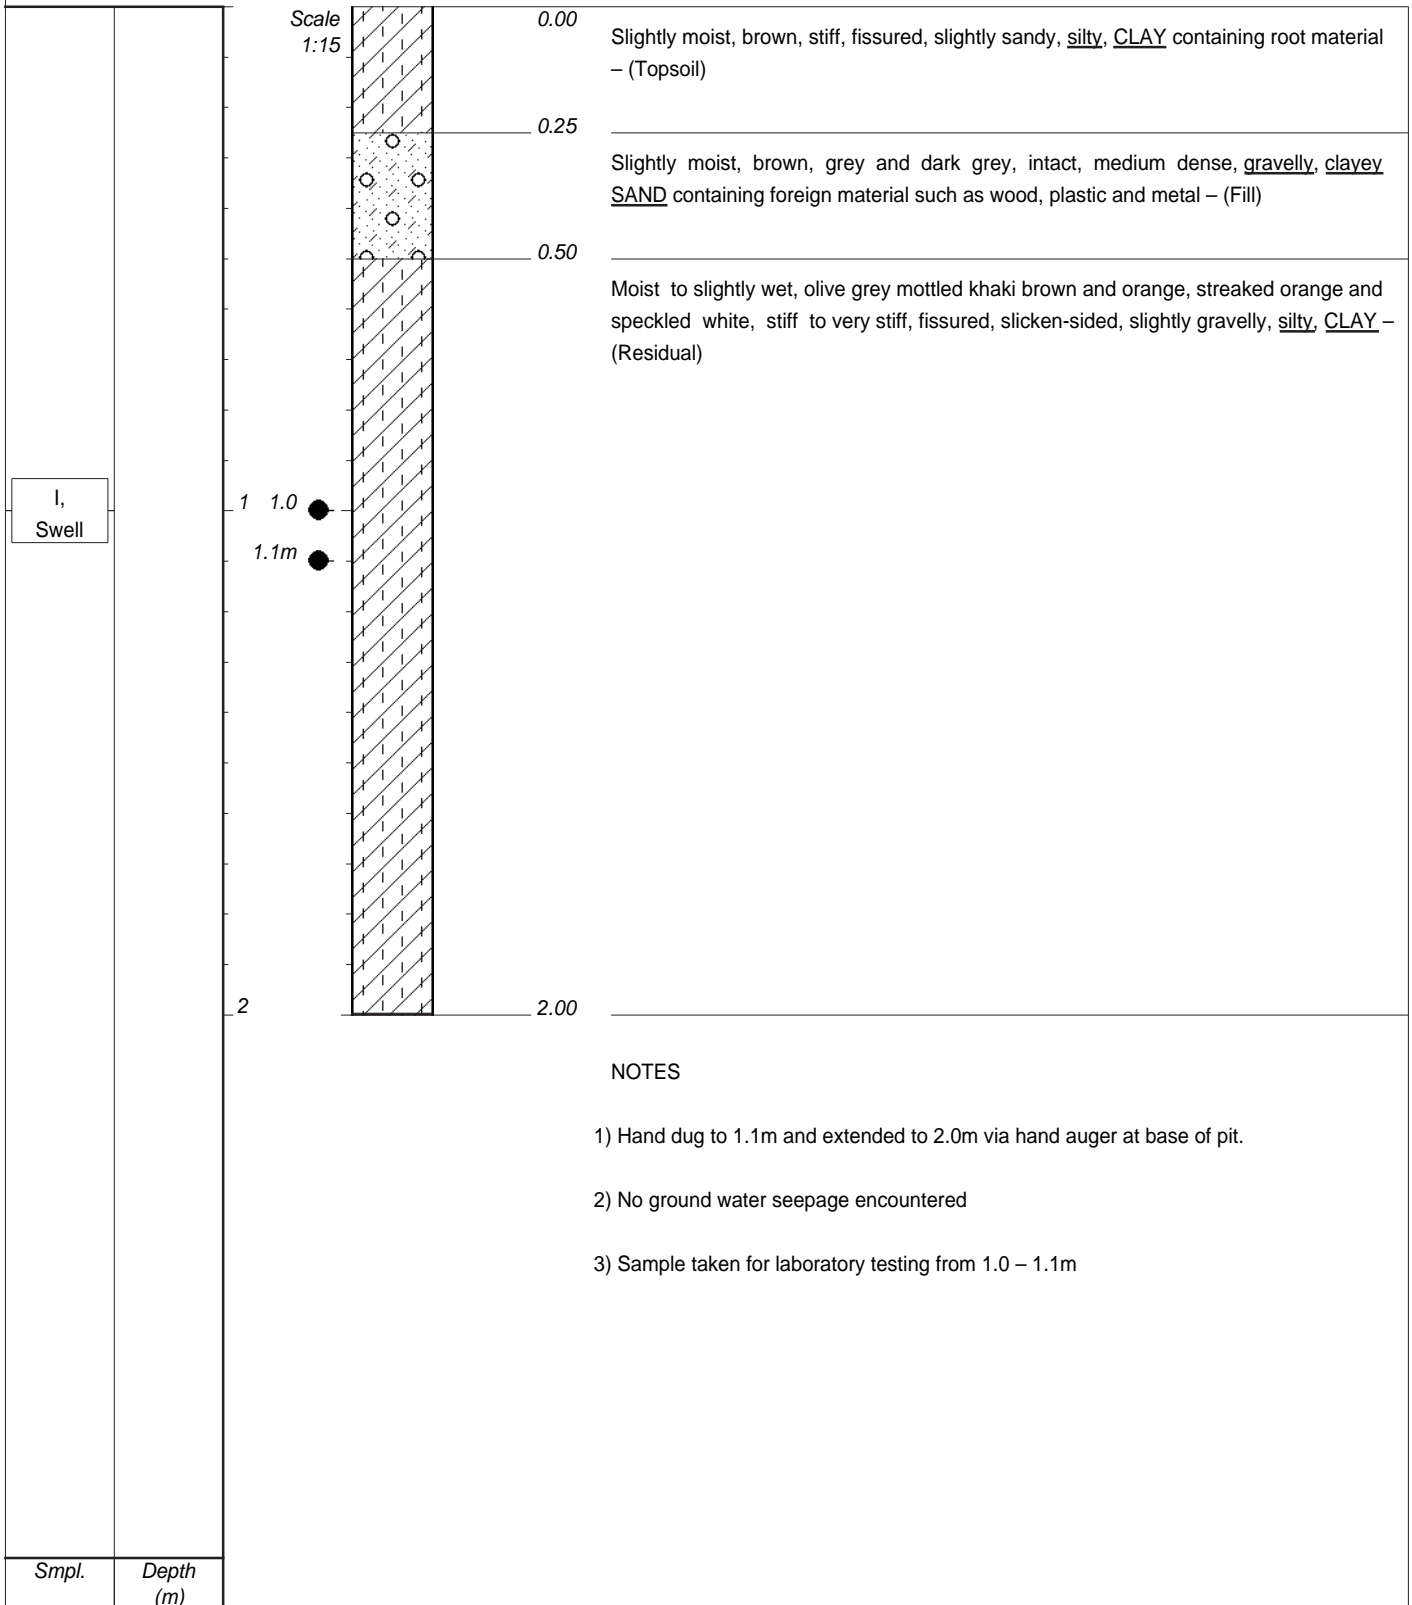 Scale
1:15
0.00
Slightly moist, brown, stiff, fissured, slightly sandy, silty, CLAY containing root material
– (Topsoil)
0.25
Slightly moist, brown, grey and dark grey, intact, medium dense, gravelly, clayey
SAND containing foreign material such as wood, plastic and metal – (Fill)
0.50
Moist to slightly wet, olive grey mottled khaki brown and orange, streaked orange and
speckled white, stiff to very stiff, fissured, slicken-sided, slightly gravelly, silty, CLAY –
(Residual)
I,
Swell
1 1.0
1.1m
2
2.00
NOTES
1) Hand dug to 1.1m and extended to 2.0m via hand auger at base of pit.
2) No ground water seepage encountered
3) Sample taken for laboratory testing from 1.0 – 1.1m
Smpl.
Depth
(m)